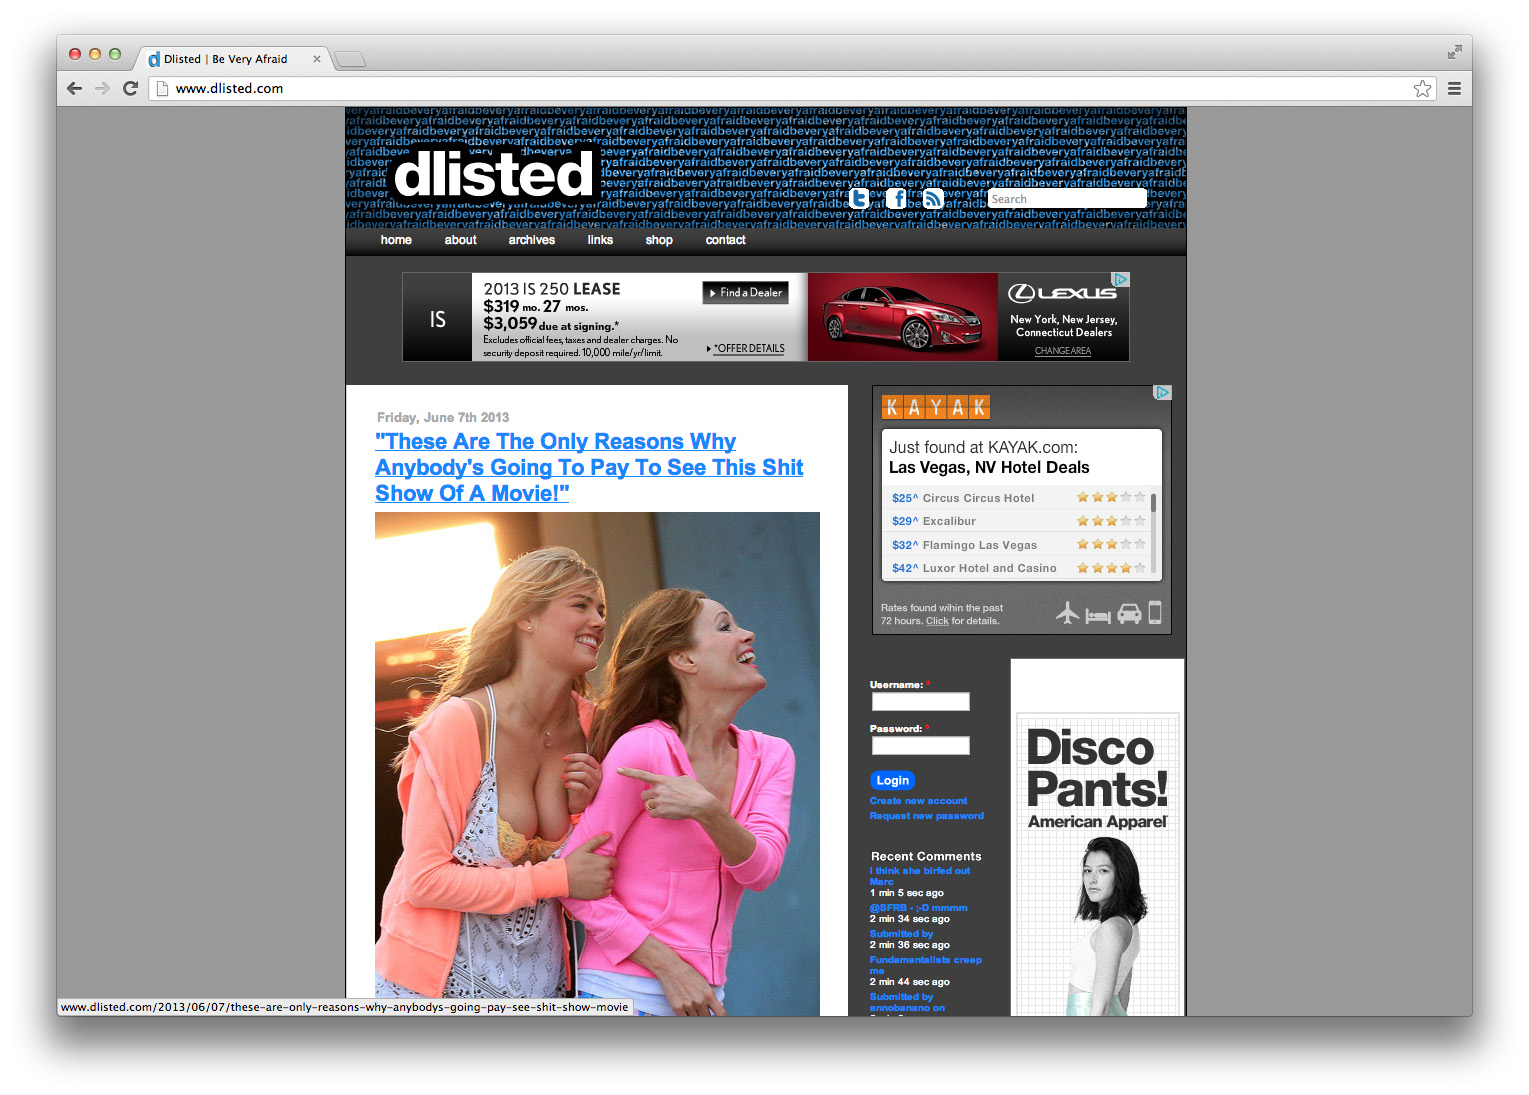 Dlisted | Be Very Afraid
www.dlisted.com
dlisted
Search
home about archives links shop contact
IS
2013 IS 250 LEASE
$319 mo. 27 mos.
$3,059 due at signing.*
Excludes official fees, taxes and dealer charges. No
security deposit required. 10,000 mile/yr/limit.
Find a Dealer
*OFFER DETAILS
LEXUS
New York, New Jersey,
Connecticut Dealers
CHANGE AREA
Friday, June 7th 2013
"These Are The Only Reasons Why
Anybody's Going To Pay To See This Shit
Show Of A Movie!"
KAYAK
Just found at KAYAK.com:
Las Vegas, NV Hotel Deals
$25^ Circus Circus Hotel
$29^ Excalibur
$32^ Flamingo Las Vegas
$42^ Luxor Hotel and Casino
Rates found wihin the past
72 hours. Click for details.
Username: *
Password: *
Login
Create new account
Request new password
Recent Comments
I think she birfed out
Marc
1 min 5 sec ago
@SFRB - ;-D mmmm
2 min 34 sec ago
Submitted by
2 min 36 sec ago
Fundamentalists creep
me
2 min 44 sec ago
Submitted by
annobanano on
Disco
Pants!
American Apparel
www.dlisted.com/2013/06/07/these-are-only-reasons-why-anybodys-going-pay-see-shit-show-movie